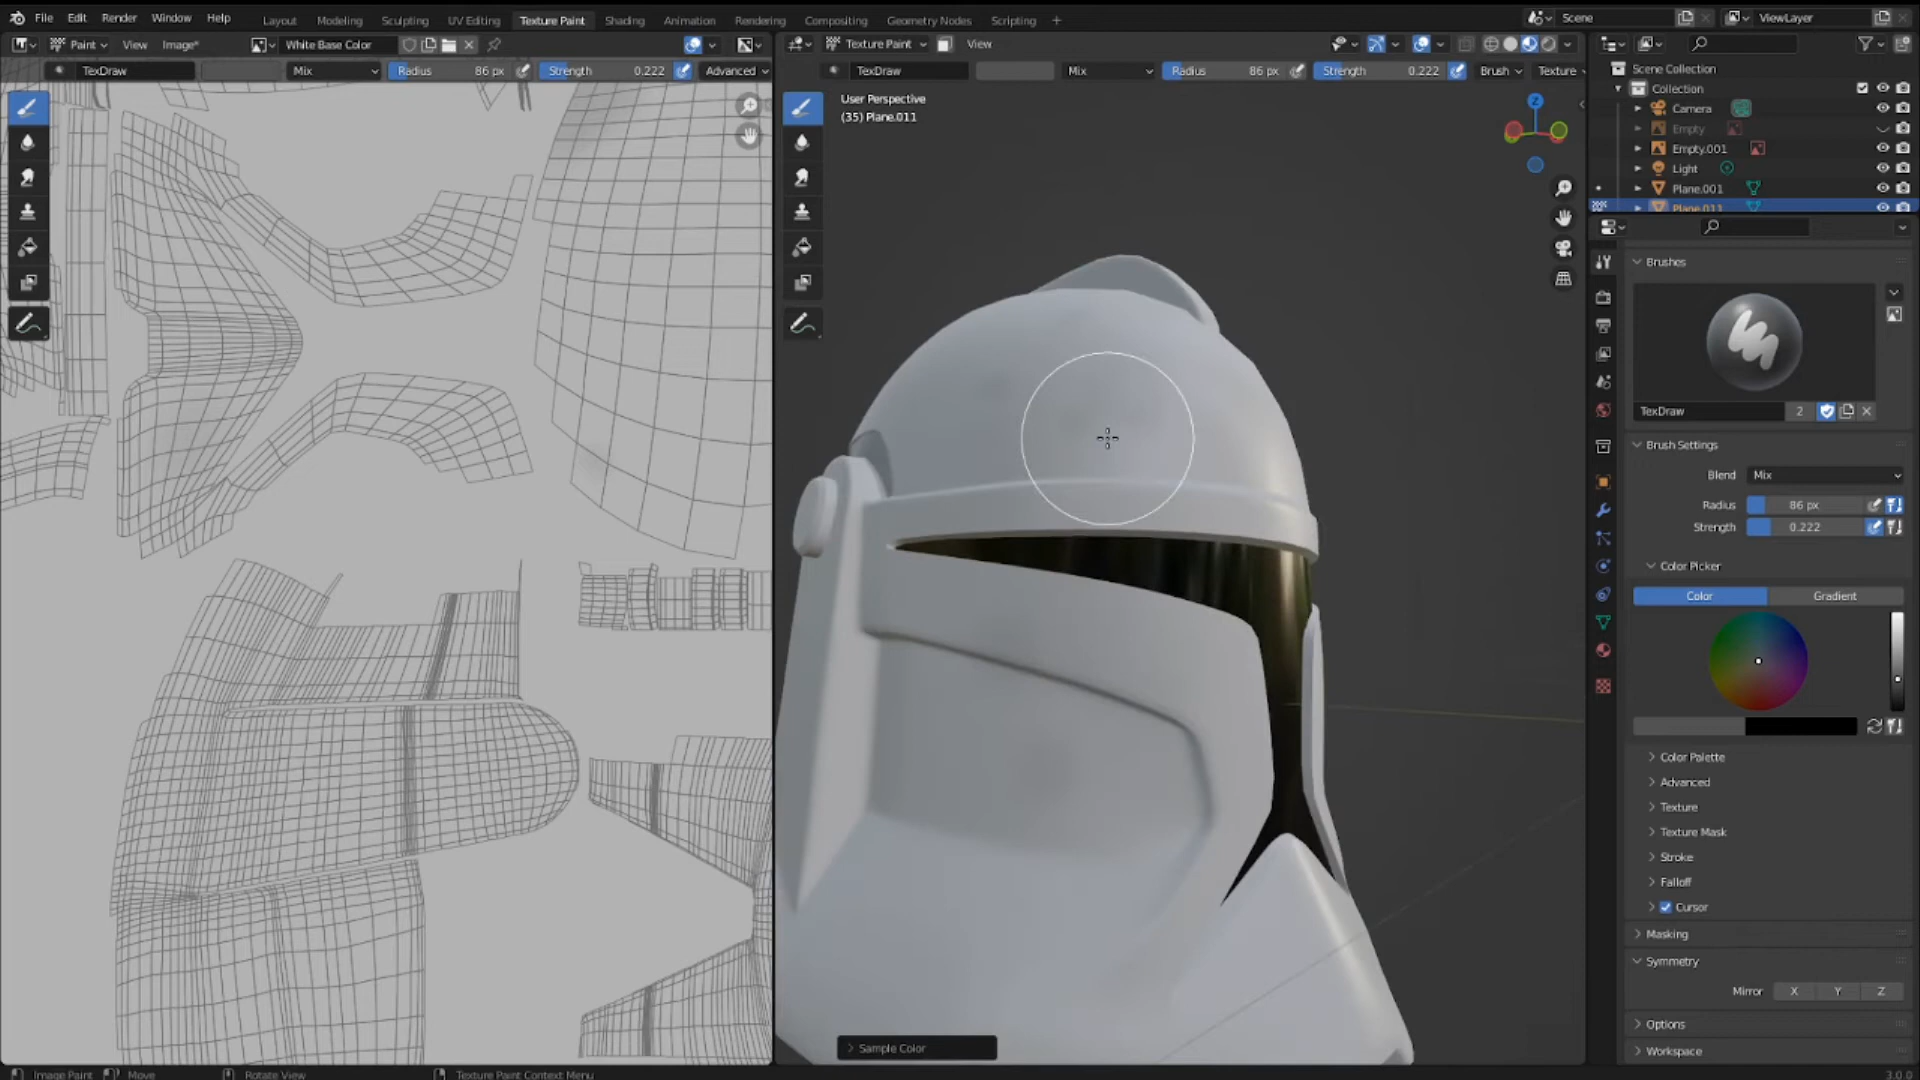 File Edit Render Window Help Layout Modeling Sculpting UV Editing Texture Paint Shading Animation Rendering Compositing Geometry Nodes Scripting + Scene ViewLayer
Paint View Image* White Base Color Texture Paint View
TexDraw Mix Radius 86 px Strength 0.222 Advanced TexDraw Mix Radius 86 px Strength 0.222 Brush Texture
Scene Collection
Collection
Camera
Empty
Empty.001
Light
Plane.001
Plane.011
User Perspective
(35) Plane.011
Z
Brushes
TexDraw 2
Brush Settings
Blend Mix
Radius 86 px
Strength 0.222
Color Picker
Color Gradient
Color Palette
Advanced
Texture
Texture Mask
Stroke
Falloff
Cursor
Masking
Symmetry
Mirror X Y Z
Options
Workspace
Sample Color
Image Paint Move Rotate View Texture Paint Context Menu 3.0.0